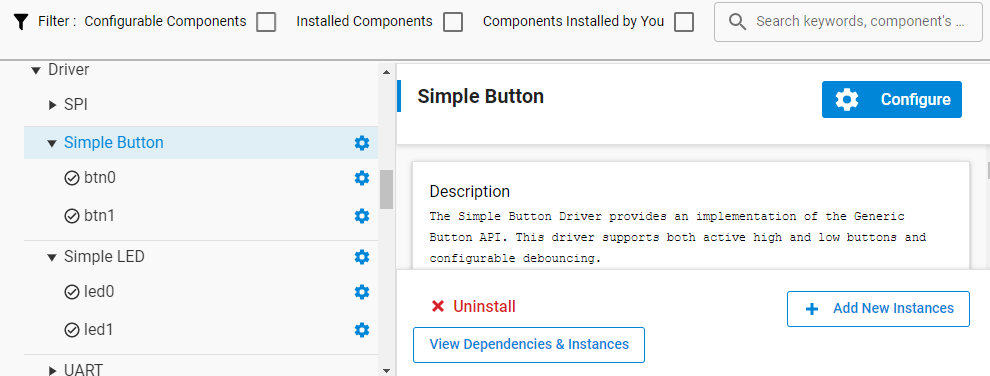 Filter : Configurable Components Installed Components Components Installed by You Search keywords, component's ...
Driver
SPI
Simple Button
btn0
btn1
Simple LED
led0
led1
UART
Simple Button
Configure
Description
The Simple Button Driver provides an implementation of the Generic
Button API. This driver supports both active high and low buttons and
configurable debouncing.
Uninstall
Add New Instances
View Dependencies & Instances